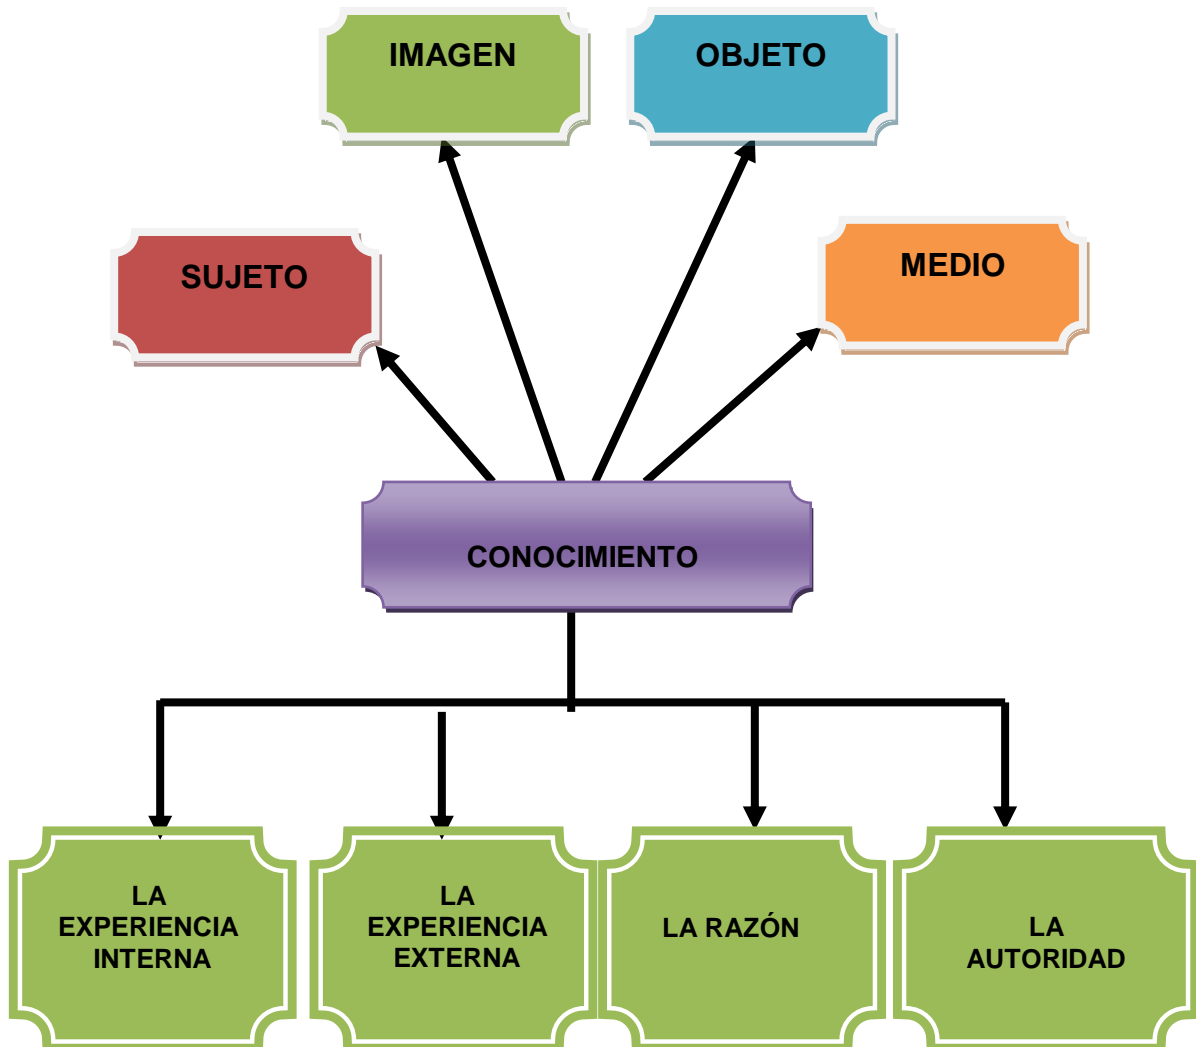 IMAGEN
OBJETO
SUJETO
MEDIO
CONOCIMIENTO
LA
EXPERIENCIA
INTERNA
LA
EXPERIENCIA
EXTERNA
LA RAZÓN
LA
AUTORIDAD